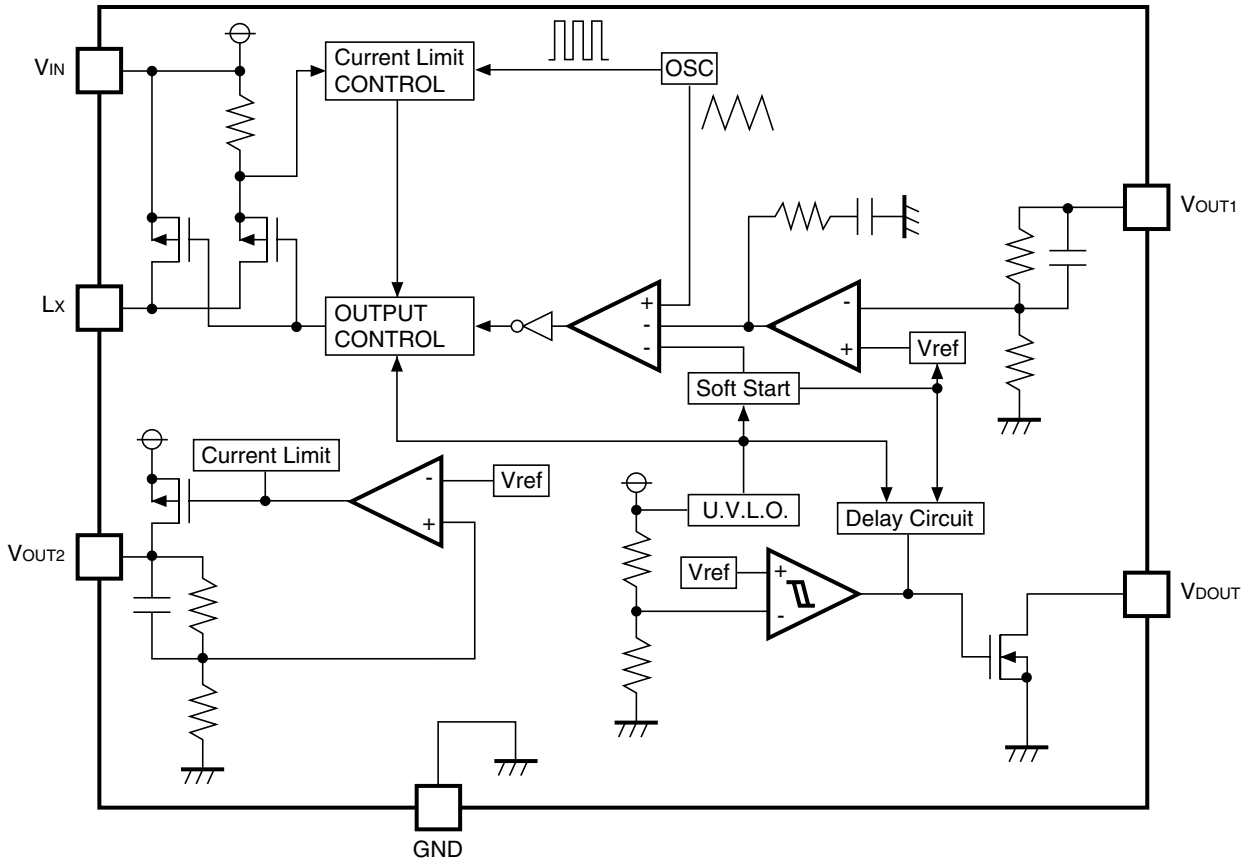 VIN
Current Limit
CONTROL
OSC
VOUT1
LX
OUTPUT
CONTROL
+
-
-
-
+
Vref
Soft Start
Current Limit
-
+
Vref
U.V.L.O.
Delay Circuit
VOUT2
Vref
+
-
VDOUT
GND